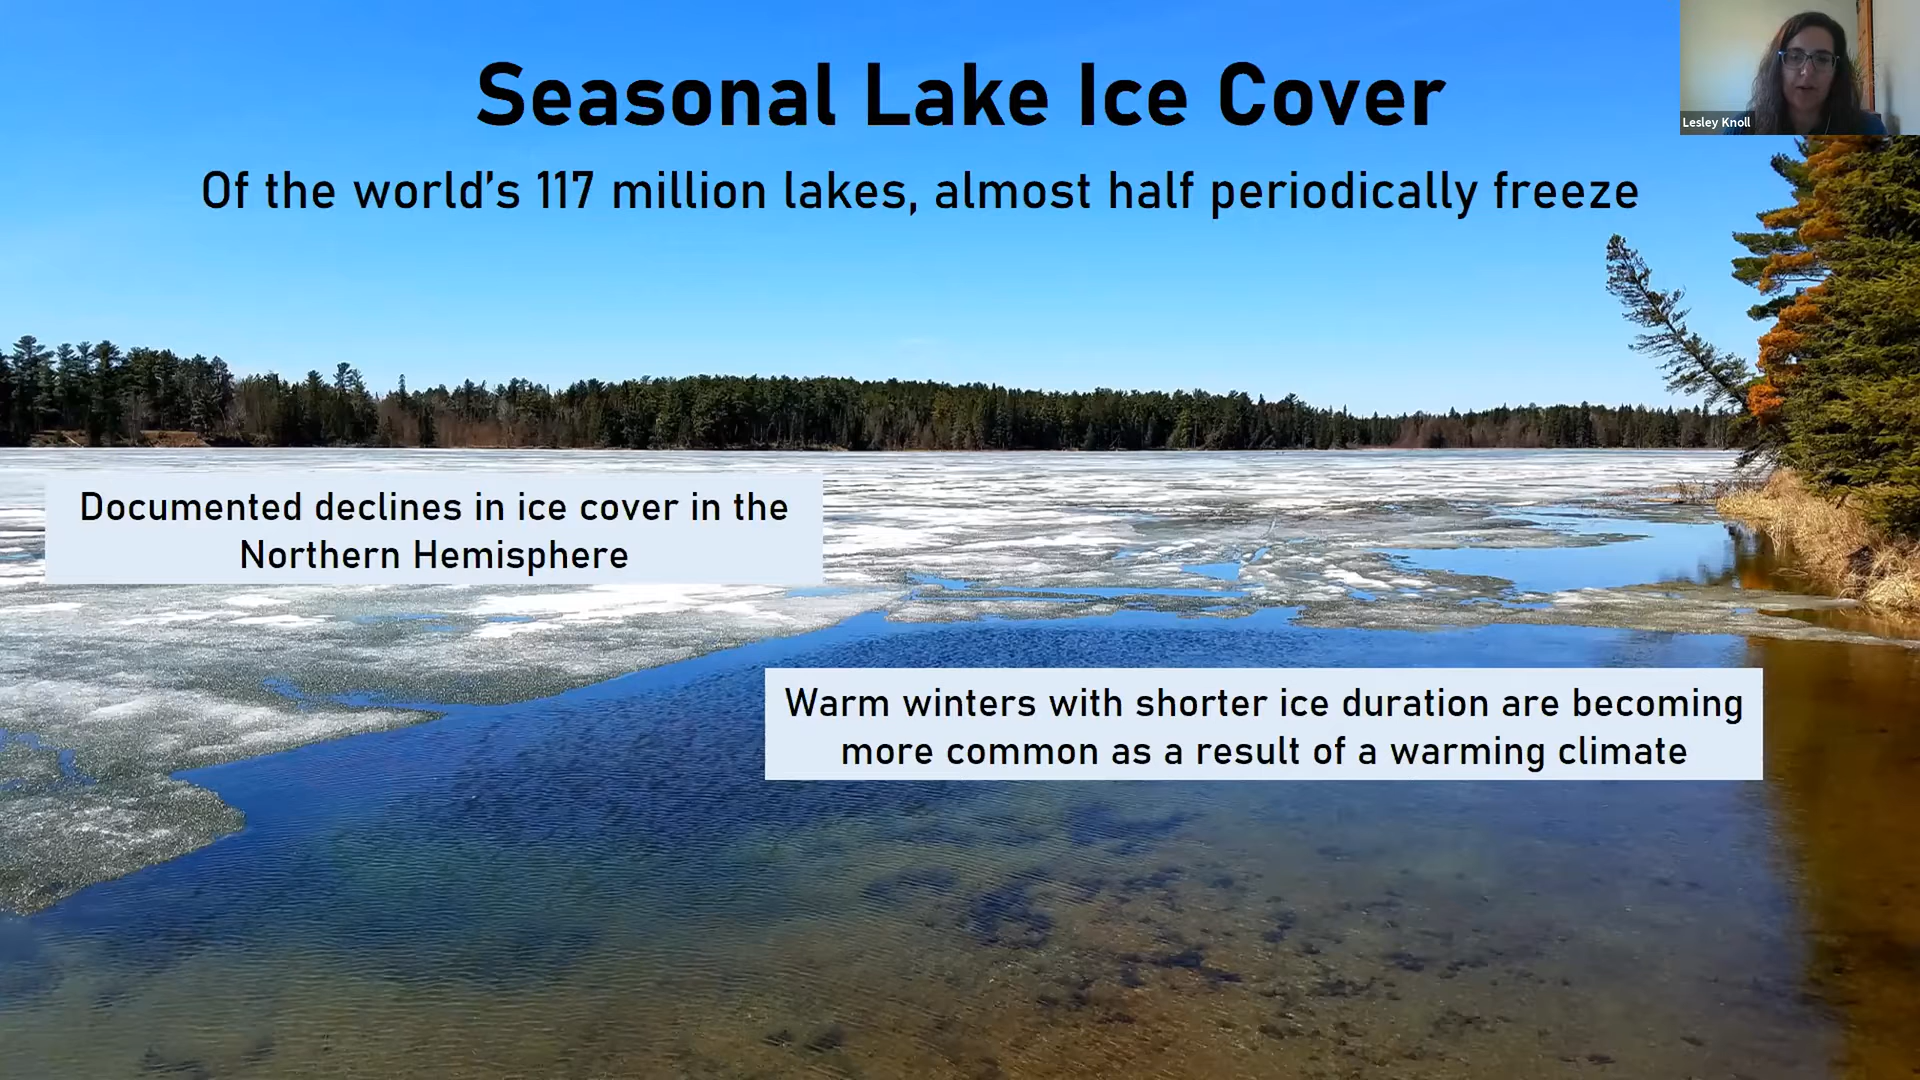 Seasonal Lake Ice Cover
Of the world's 117 million lakes, almost half periodically freeze
Lesley Knoll
Documented declines in ice cover in the
Northern Hemisphere
Warm winters with shorter ice duration are becoming
more common as a result of a warming climate